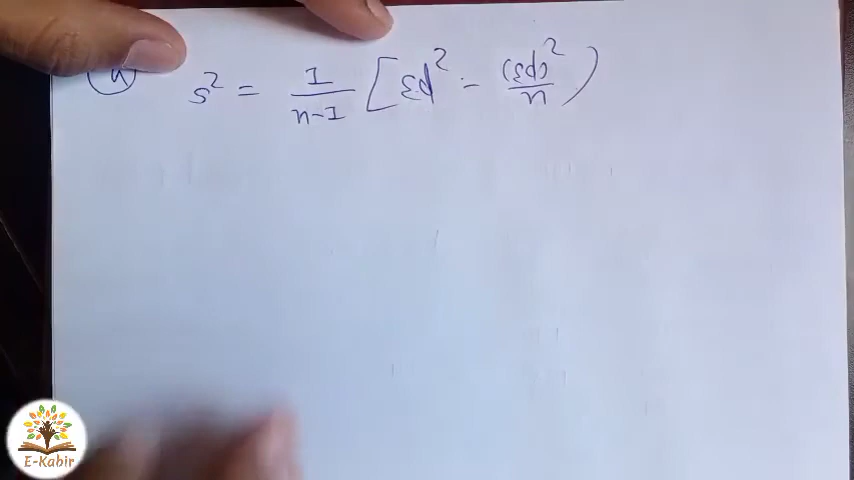 s² = 1/(n-1) [Σd² - (Σd)²/n)
E-Kabir